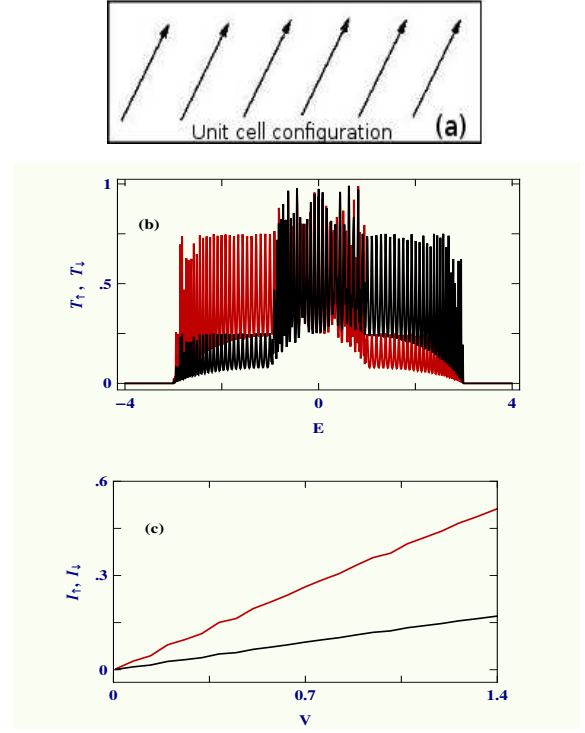 Unit cell configuration (a)
1
(b)
T↑, T↓
.5
0
−4 0 4
E
.6
(c)
I↑, I↓
.3
0
0 0.7 1.4
V